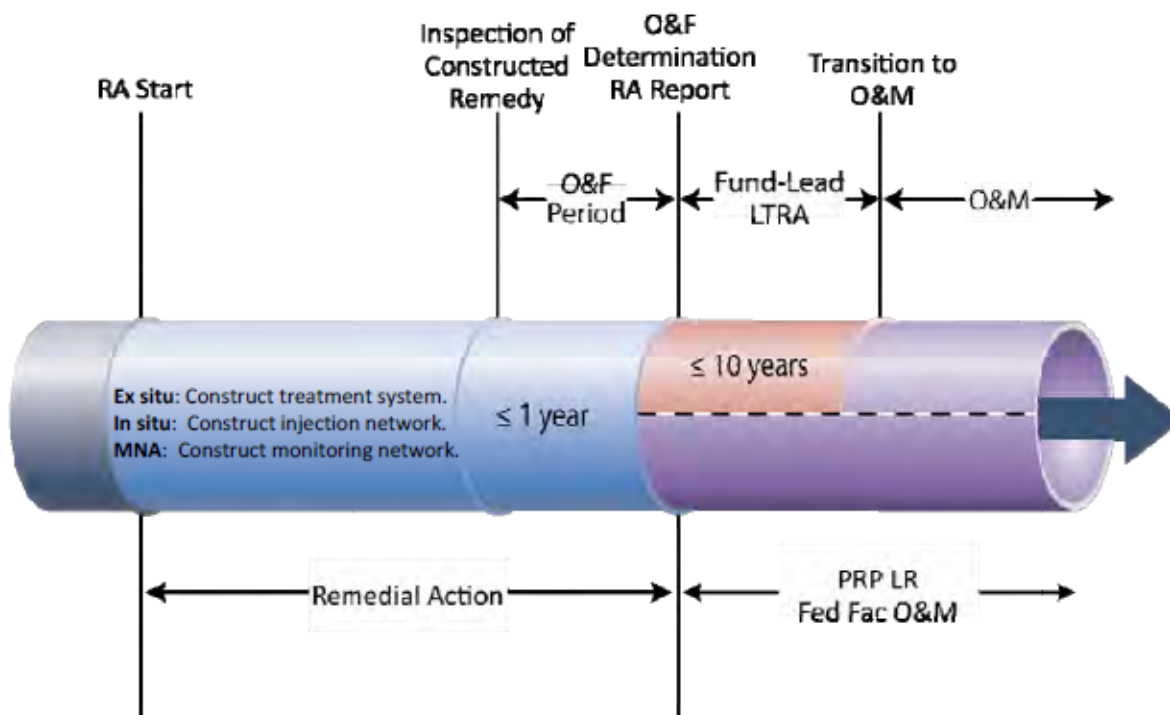 RA Start
Inspection of
Constructed
Remedy
O&F
Determination
RA Report
Transition to
O&M
O&F
Period
Fund-Lead
LTRA
O&M
Ex situ: Construct treatment system.
In situ: Construct injection network.
MNA: Construct monitoring network.
≤ 1 year
≤ 10 years
Remedial Action
PRP LR
Fed Fac O&M